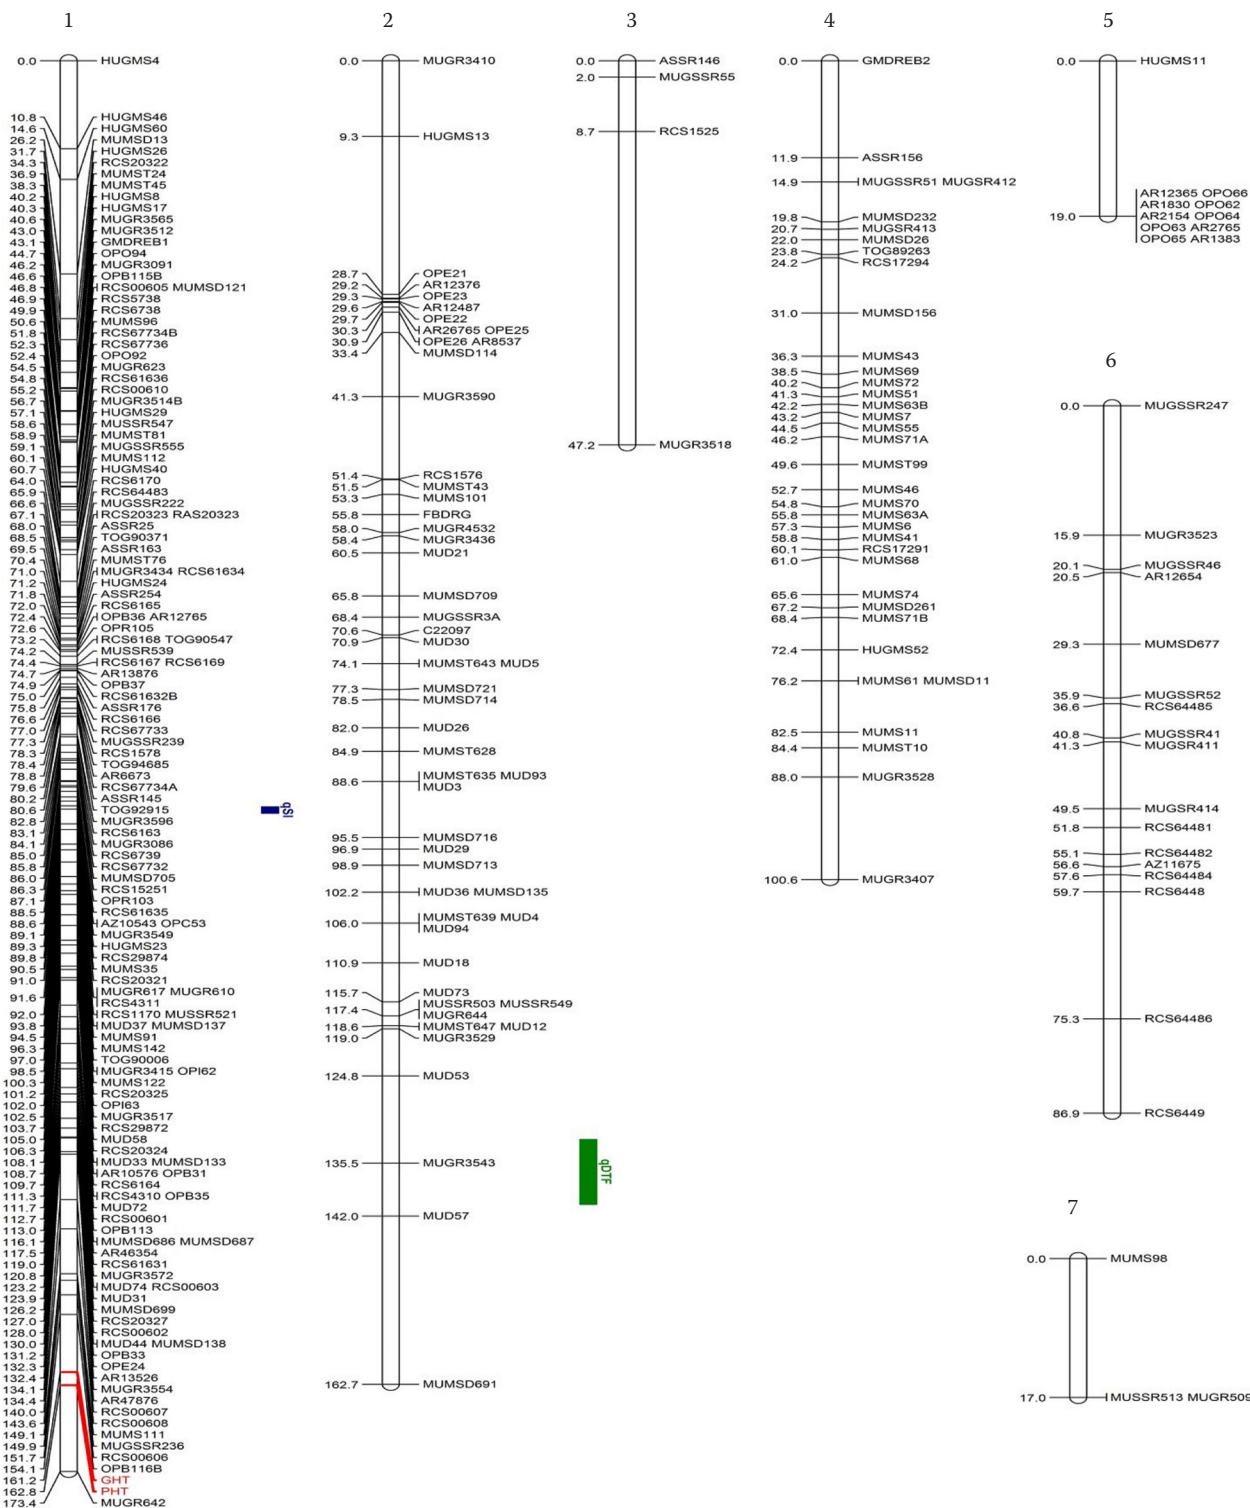 1
0.0 HUGMS4
10.8 HUGMS46
14.6 HUGMS60
26.2 MUMSD13
31.7 HUGMS26
34.3 RCS20322
36.9 MUMST24
38.3 MUMST45
40.2 HUGMS8
40.3 HUGMS17
40.6 MUGR3565
43.0 MUGR3512
43.1 GMDREB1
44.7 OPO94
46.2 MUGR3091
46.6 OPB115B
46.8 RCS00605 MUMSD121
46.9 RCS5738
49.9 RCS6738
50.6 MUMS96
51.8 RCS67734B
52.3 RCS67736
52.4 OPO92
54.5 MUGR623
54.8 RCS61636
55.2 RCS00610
56.7 MUGR3514B
57.1 HUGMS29
58.6 MUSSR547
58.9 MUMST81
59.1 MUGSSR555
60.1 MUMS112
60.7 HUGMS40
64.0 RCS6170
65.9 RCS64483
66.6 MUGSSR222
67.1 RCS20323 RAS20323
68.0 ASSR25
68.5 TOG90371
69.5 ASSR163
70.4 MUMST76
71.0 MUGR3434 RCS61634
71.2 HUGMS24
71.8 ASSR254
72.0 RCS6165
72.4 OPB36 AR12765
72.6 OPR105
73.2 RCS6168 TOG90547
74.2 MUSSR539
74.4 RCS6167 RCS6169
74.7 AR13876
74.9 OPB37
75.0 RCS61632B
75.8 ASSR176
76.6 RCS6166
77.0 RCS67733
77.3 MUGSSR239
78.3 RCS1578
78.4 TOG94685
78.8 AR6673
79.6 RCS67734A
80.2 ASSR145
80.6 TOG92915
82.8 MUGR3596
83.1 RCS6163
84.1 MUGR3086
85.0 RCS6739
85.8 RCS67732
86.0 MUMSD705
86.3 RCS15251
87.1 OPR103
88.5 RCS61635
88.6 AZ10543 OPC53
89.1 MUGR3549
89.3 HUGMS23
89.8 RCS29874
90.5 MUMS35
91.0 RCS20321
91.6 MUGR617 MUGR610
RCS4311
92.0 RCS1170 MUSSR521
93.8 MUD37 MUMSD137
94.5 MUMS91
96.3 MUMS142
97.0 TOG90006
98.5 MUGR3415 OPI62
100.3 MUMS122
101.2 RCS20325
102.0 OPI63
102.5 MUGR3517
103.7 RCS29872
105.0 MUD58
106.3 RCS20324
108.1 MUD33 MUMSD133
108.7 AR10576 OPB31
109.7 RCS6164
111.3 RCS4310 OPB35
111.7 MUD72
112.7 RCS00601
113.0 OPB113
116.1 MUMSD686 MUMSD687
117.5 AR46354
119.0 RCS61631
120.8 MUGR3572
123.2 MUD74 RCS00603
123.9 MUD31
126.2 MUMSD699
127.0 RCS20327
128.0 RCS00602
130.0 MUD44 MUMSD138
131.2 OPB33
132.3 OPE24
132.4 AR13526
134.1 MUGR3554
134.4 AR47876
140.0 RCS00607
143.6 RCS00608
149.1 MUMS111
149.9 MUGSSR236
151.7 RCS00606
154.1 OPB116B
161.2 GHT
162.8 PHT
173.4 MUGR642
qSI
2
0.0 MUGR3410
9.3 HUGMS13
28.7 OPE21
29.2 AR12376
29.3 OPE23
29.6 AR12487
29.7 OPE22
30.3 AR26765 OPE25
30.9 OPE26 AR8537
33.4 MUMSD114
41.3 MUGR3590
51.4 RCS1576
51.5 MUMST43
53.3 MUMS101
55.8 FBDRG
58.0 MUGR4532
58.4 MUGR3436
60.5 MUD21
65.8 MUMSD709
68.4 MUGSSR3A
70.6 C22097
70.9 MUD30
74.1 MUMST643 MUD5
77.3 MUMSD721
78.5 MUMSD714
82.0 MUD26
84.9 MUMST628
88.6 MUMST635 MUD93
MUD3
95.5 MUMSD716
96.9 MUD29
98.9 MUMSD713
102.2 MUD36 MUMSD135
106.0 MUMST639 MUD4
MUD94
110.9 MUD18
115.7 MUD73
117.4 MUSSR503 MUSSR549
MUGR644
118.6 MUMST647 MUD12
119.0 MUGR3529
124.8 MUD53
135.5 MUGR3543
142.0 MUD57
162.7 MUMSD691
qDTF
3
0.0 ASSR146
2.0 MUGSSR55
8.7 RCS1525
47.2 MUGR3518
4
0.0 GMDREB2
11.9 ASSR156
14.9 MUGSSR51 MUGSR412
19.8 MUMSD232
20.7 MUGSR413
22.0 MUMSD26
23.8 TOG89263
24.2 RCS17294
31.0 MUMSD156
36.3 MUMS43
38.5 MUMS69
40.2 MUMS72
41.3 MUMS51
42.2 MUMS63B
43.2 MUMS7
44.5 MUMS55
46.2 MUMS71A
49.6 MUMST99
52.7 MUMS46
54.8 MUMS70
55.8 MUMS63A
57.3 MUMS6
58.8 MUMS41
60.1 RCS17291
61.0 MUMS68
65.6 MUMS74
67.2 MUMSD261
68.4 MUMS71B
72.4 HUGMS52
76.2 MUMS61 MUMSD11
82.5 MUMS11
84.4 MUMST10
88.0 MUGR3528
100.6 MUGR3407
5
0.0 HUGMS11
AR12365 OPO66
AR1830 OPO62
19.0 AR2154 OPO64
OPO63 AR2765
OPO65 AR1383
6
0.0 MUGSSR247
15.9 MUGR3523
20.1 MUGSSR46
20.5 AR12654
29.3 MUMSD677
35.9 MUGSSR52
36.6 RCS64485
40.8 MUGSSR41
41.3 MUGSR411
49.5 MUGSR414
51.8 RCS64481
55.1 RCS64482
56.6 AZ11675
57.6 RCS64484
59.7 RCS6448
75.3 RCS64486
86.9 RCS6449
7
0.0 MUMS98
17.0 MUSSR513 MUGR509